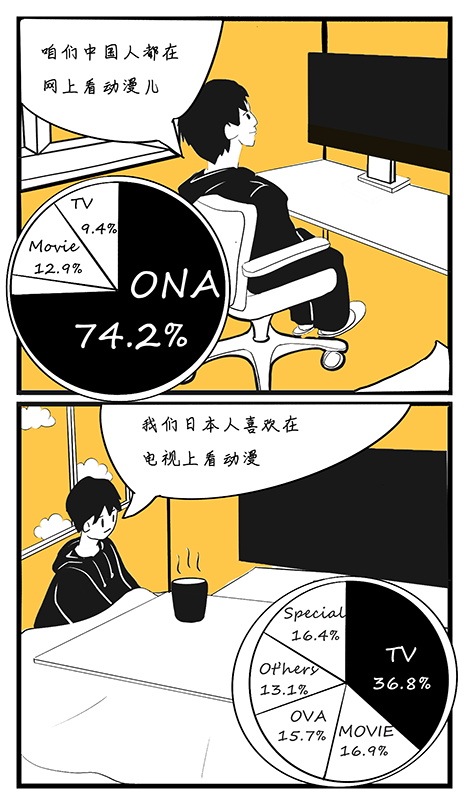 咱们中国人都在
网上看动漫儿
TV
9.4%
Movie
12.9%
ONA
74.2%
我们日本人喜欢在
电视上看动漫
Special
16.4%
TV
36.8%
Others
13.1%
OVA
15.7%
MOVIE
16.9%